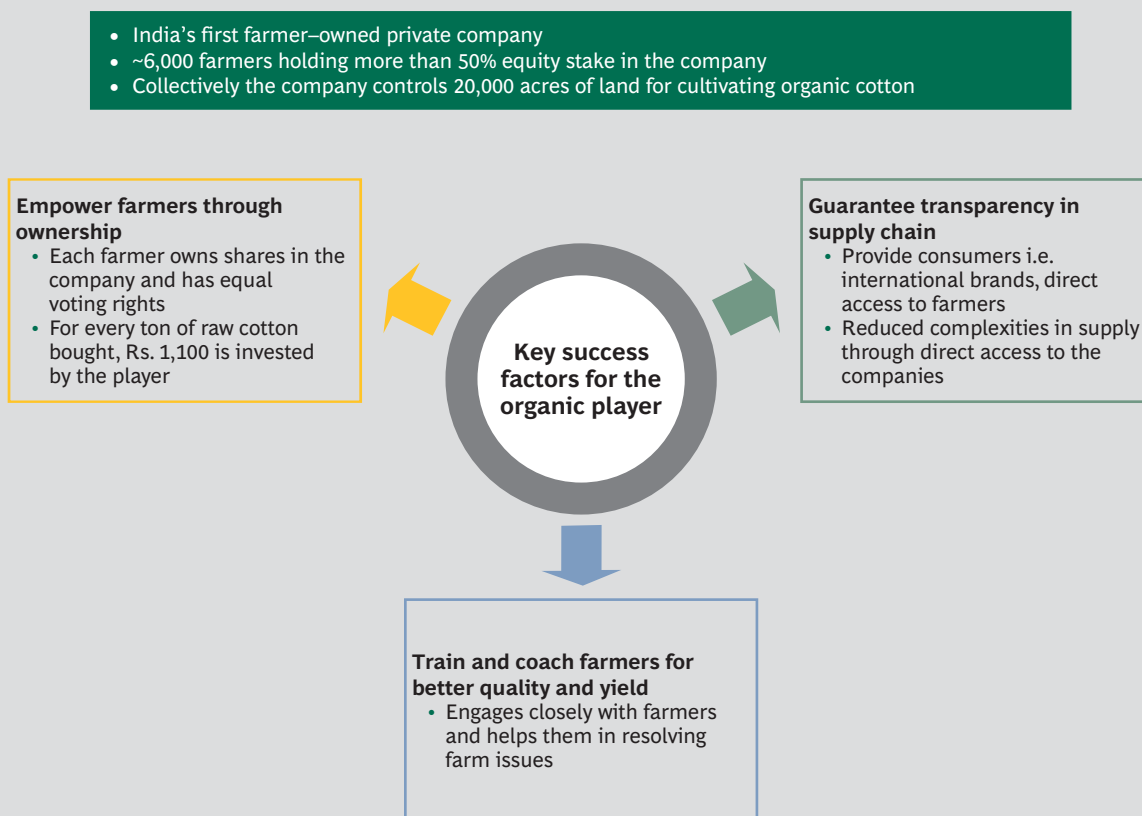 • India's first farmer–owned private company
• ~6,000 farmers holding more than 50% equity stake in the company
• Collectively the company controls 20,000 acres of land for cultivating organic cotton
Empower farmers through
ownership
• Each farmer owns shares in the
company and has equal
voting rights
• For every ton of raw cotton
bought, Rs. 1,100 is invested
by the player
Guarantee transparency in
supply chain
• Provide consumers i.e.
international brands, direct
access to farmers
• Reduced complexities in supply
through direct access to the
companies
Key success
factors for the
organic player
Train and coach farmers for
better quality and yield
• Engages closely with farmers
and helps them in resolving
farm issues